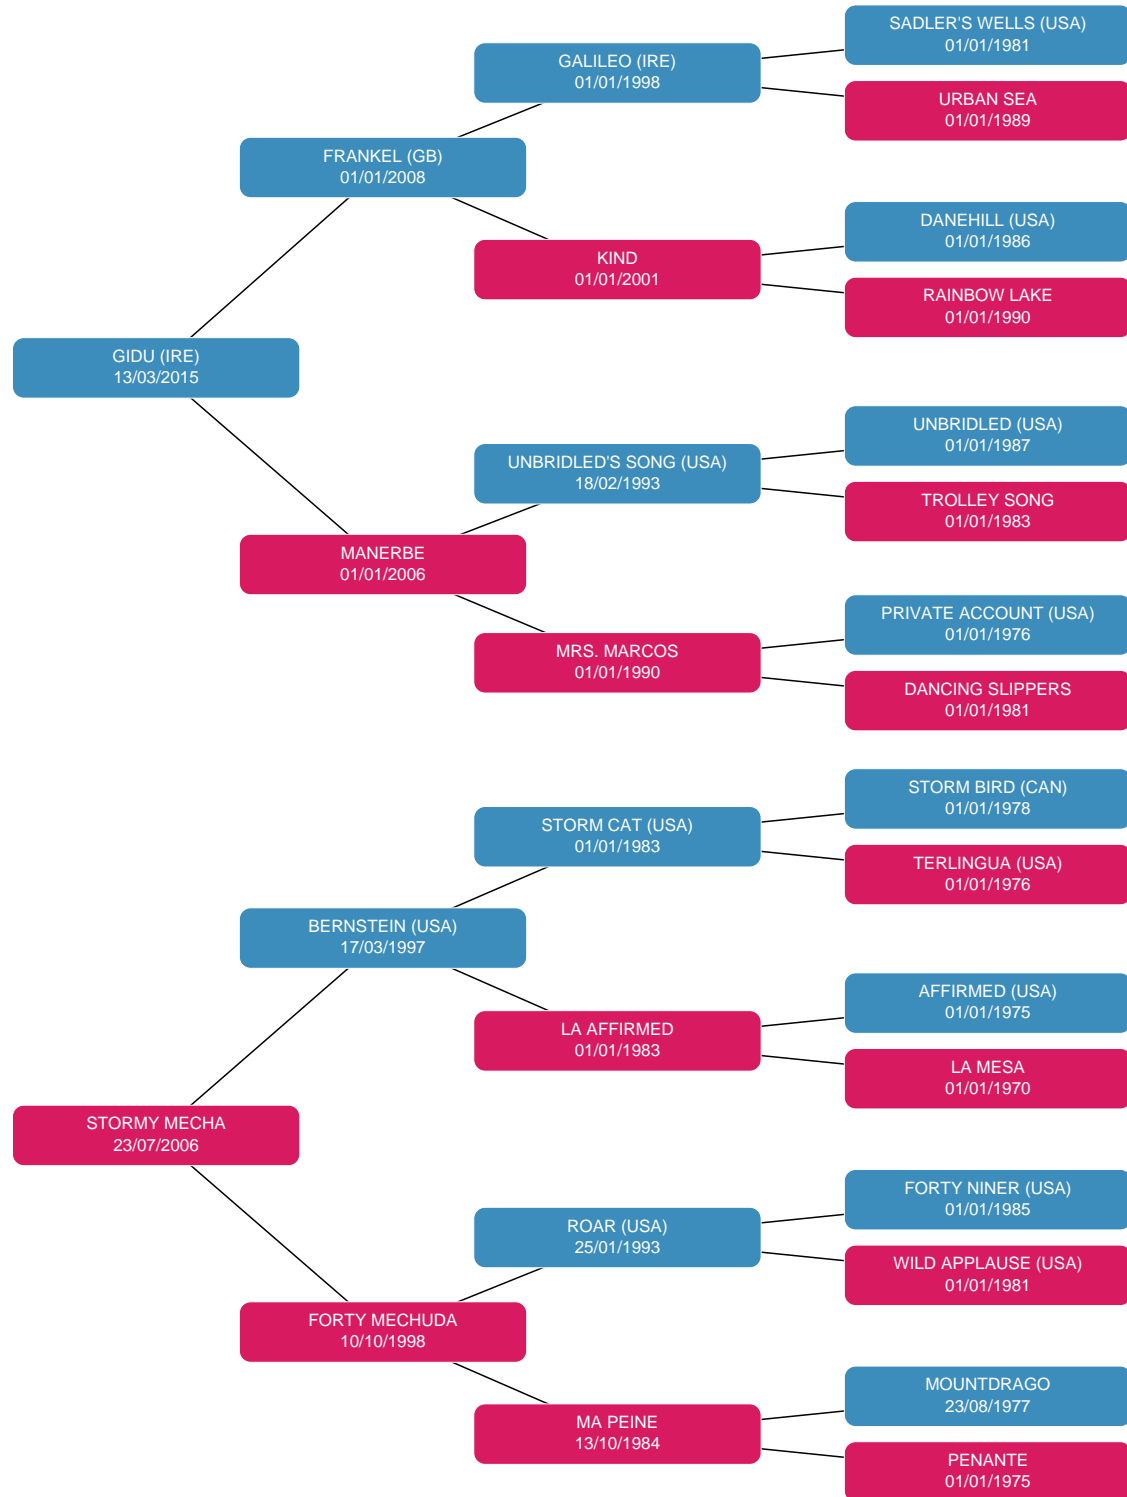 SADLER'S WELLS (USA)
01/01/1981
GALILEO (IRE)
01/01/1998
URBAN SEA
01/01/1989
FRANKEL (GB)
01/01/2008
DANEHILL (USA)
01/01/1986
KIND
01/01/2001
RAINBOW LAKE
01/01/1990
GIDU (IRE)
13/03/2015
UNBRIDLED (USA)
01/01/1987
UNBRIDLED'S SONG (USA)
18/02/1993
TROLLEY SONG
01/01/1983
MANERBE
01/01/2006
PRIVATE ACCOUNT (USA)
01/01/1976
MRS. MARCOS
01/01/1990
DANCING SLIPPERS
01/01/1981
STORM BIRD (CAN)
01/01/1978
STORM CAT (USA)
01/01/1983
TERLINGUA (USA)
01/01/1976
BERNSTEIN (USA)
17/03/1997
AFFIRMED (USA)
01/01/1975
LA AFFIRMED
01/01/1983
LA MESA
01/01/1970
STORMY MECHA
23/07/2006
FORTY NINER (USA)
01/01/1985
ROAR (USA)
25/01/1993
WILD APPLAUSE (USA)
01/01/1981
FORTY MECHUDA
10/10/1998
MOUNTDRAGO
23/08/1977
MA PEINE
13/10/1984
PENANTE
01/01/1975